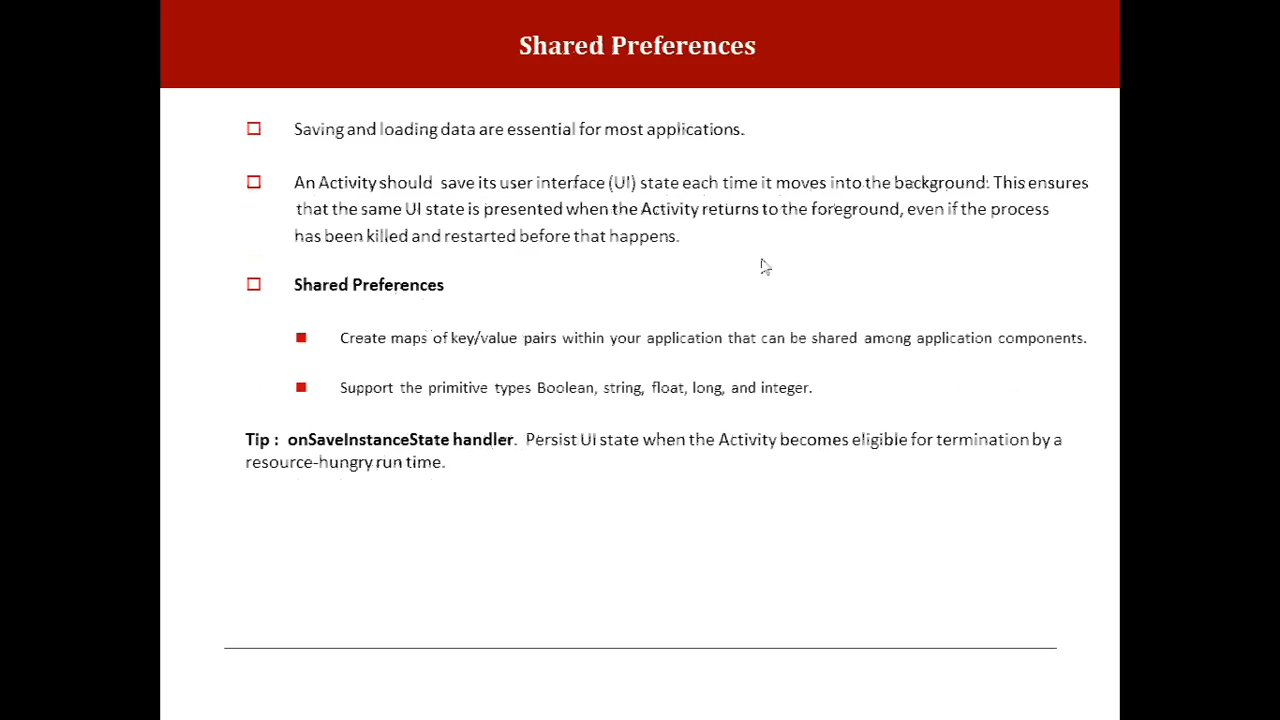 Shared Preferences
Saving and loading data are essential for most applications.
An Activity should save its user interface (UI) state each time it moves into the background. This ensures
that the same UI state is presented when the Activity returns to the foreground, even if the process
has been killed and restarted before that happens.
Shared Preferences
Create maps of key/value pairs within your application that can be shared among application components.
Support the primitive types Boolean, string, float, long, and integer.
Tip : onSaveInstanceState handler. Persist UI state when the Activity becomes eligible for termination by a
resource-hungry run time.